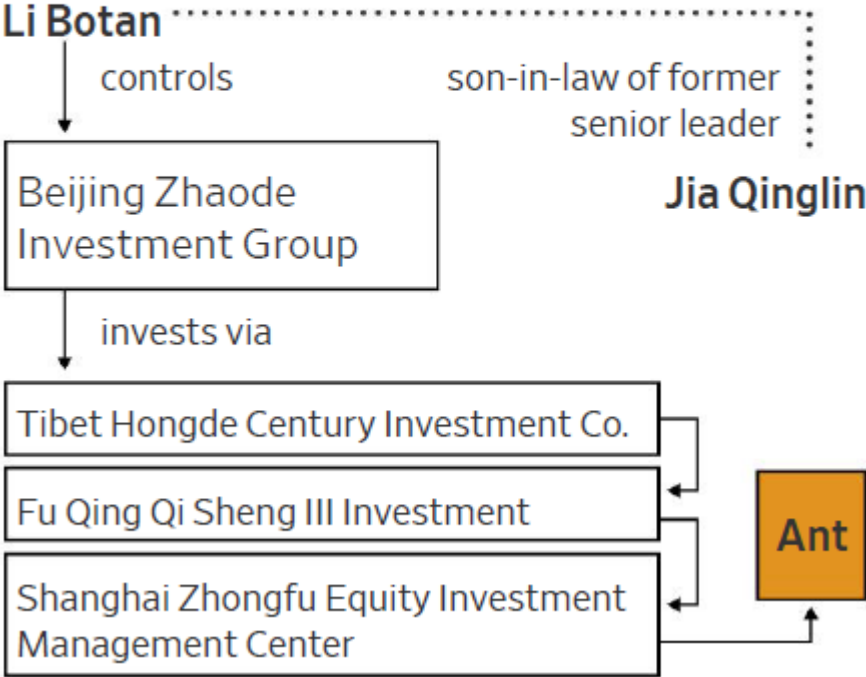 Li Botan
controls
son-in-law of former
senior leader
Jia Qinglin
Beijing Zhaode
Investment Group
invests via
Tibet Hongde Century Investment Co.
Fu Qing Qi Sheng III Investment
Shanghai Zhongfu Equity Investment
Management Center
Ant